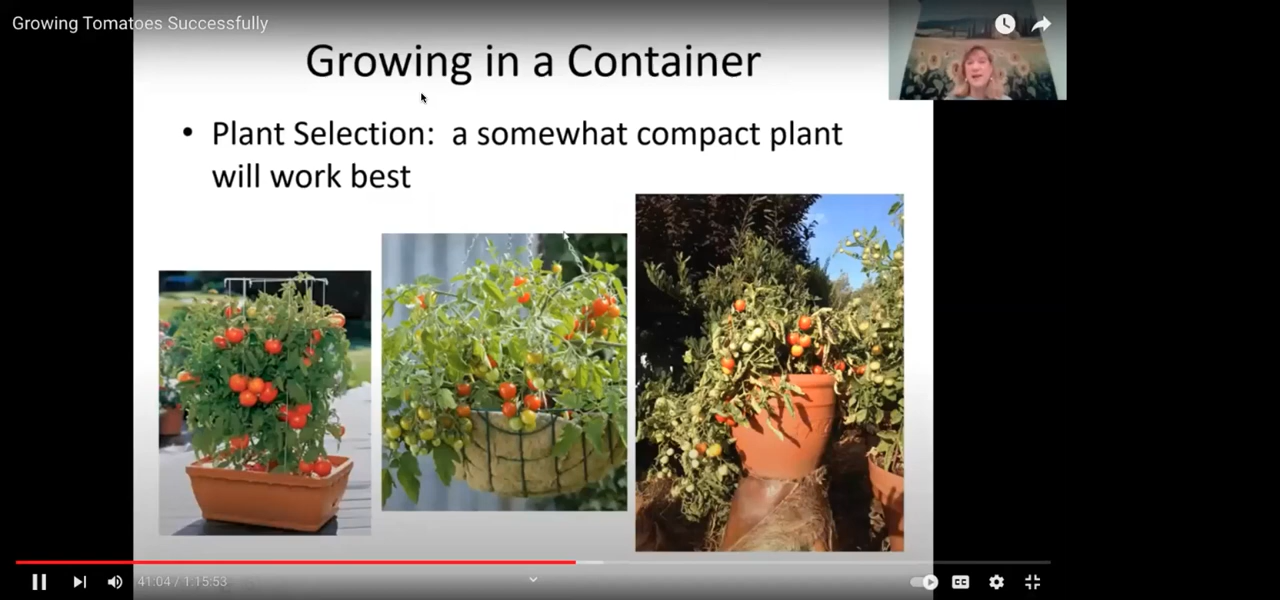 Growing Tomatoes Successfully
Growing in a Container
• Plant Selection: a somewhat compact plant
will work best
41:04 / 1:15:53
CC